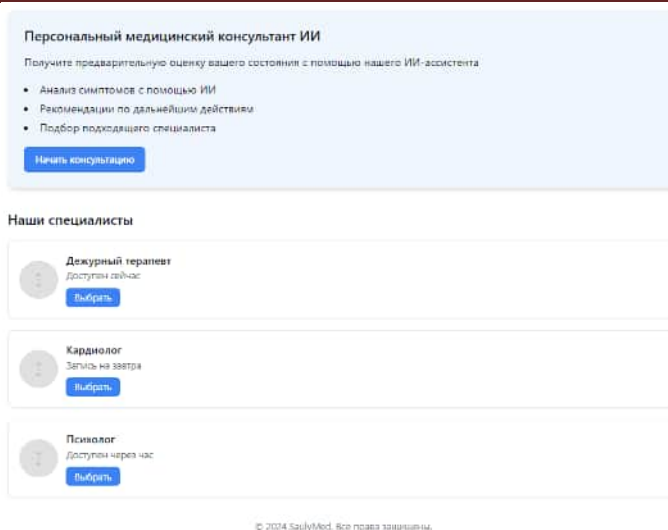 Персональный медицинский консультант ИИ
Получите предварительную оценку вашего состояния с помощью нашего ИИ-ассистента
Анализ симптомов с помощью ИИ
Рекомендации по дальнейшим действиям
Подбор подходящего специалиста
Начать консультацию
Наши специалисты
Дежурный терапевт
Доступен сейчас
Выбрать
Кардиолог
Запись на завтра
Выбрать
Психолог
Доступен через час
Выбрать
© 2024 SaulyMed. Все права защищены.